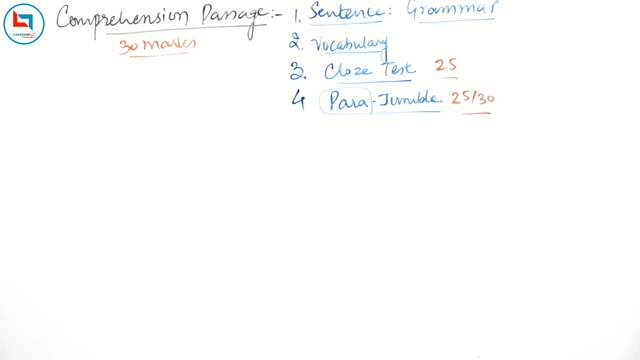 Comprehension Passage:- 1. Sentence: Grammar
30 Marks
2. Vocabulary
3. Cloze Test 25
4 Para-Jumble 25/30